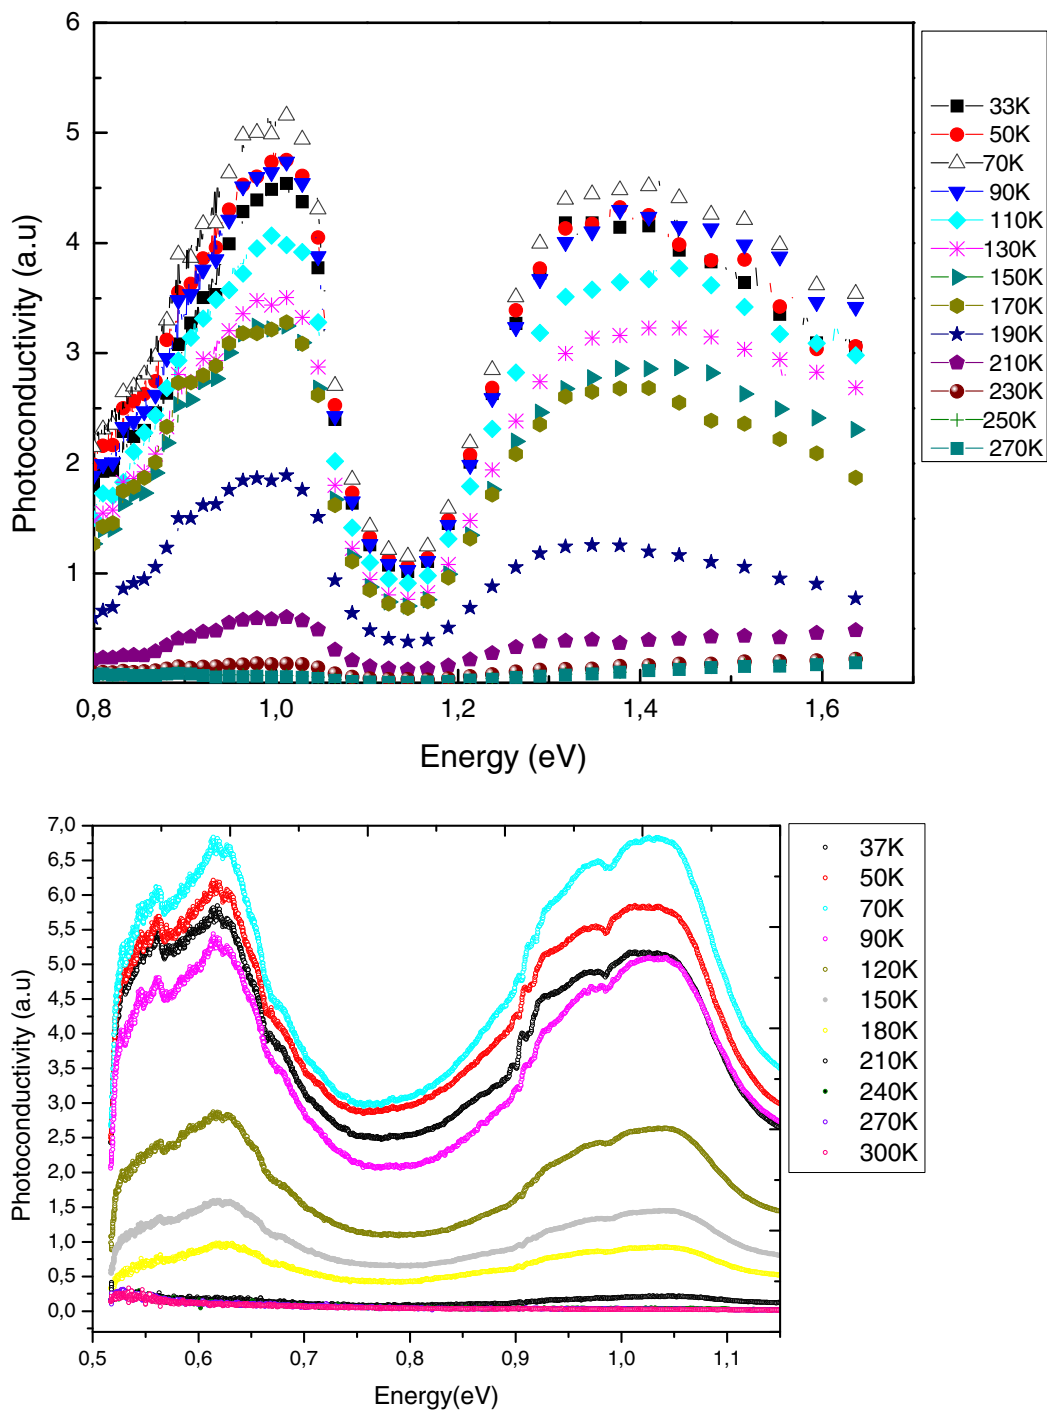 6
5
4
3
2
1
Photoconductivity (a.u)
0,8
1,0
1,2
1,4
1,6
Energy (eV)
33K
50K
70K
90K
110K
130K
150K
170K
190K
210K
230K
250K
270K
7,0
6,5
6,0
5,5
5,0
4,5
4,0
3,5
3,0
2,5
2,0
1,5
1,0
0,5
0,0
Photoconductivity (a.u)
0,5
0,6
0,7
0,8
0,9
1,0
1,1
Energy(eV)
37K
50K
70K
90K
120K
150K
180K
210K
240K
270K
300K